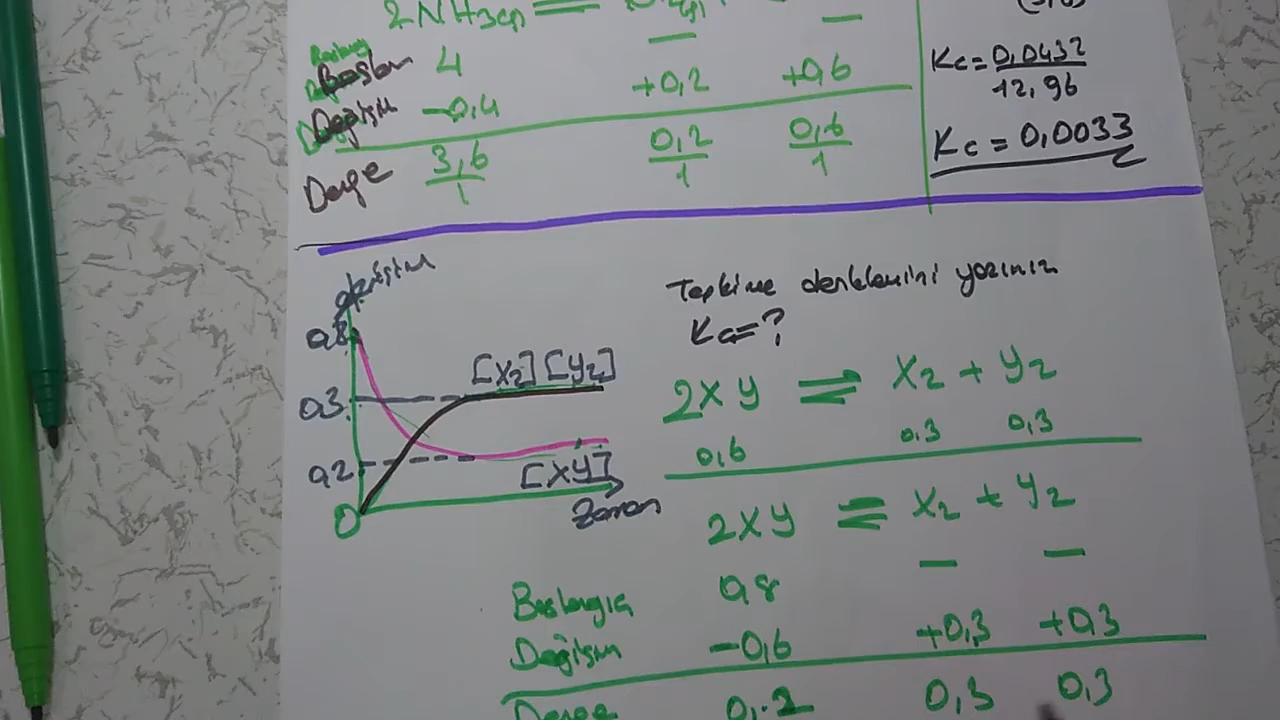 2NH3(g) ⇌
Başlan 4 — —
Değişim -0,4 +0,2 +0,6
Denge 3,6/1 0,2/1 0,6/1
Kc = 0,0432/12,96
Kc = 0,0033
derişim
0,8
0,3
0,2
0
[X2] [Y2]
[XY]
Zaman
Tepkime denklemini yazınız
Kc=?
2XY ⇌ X2 + Y2
0,6 0,3 0,3
2XY ⇌ X2 + Y2
Başlangıç 0,8 — —
Değişim -0,6 +0,3 +0,3
Denge 0,2 0,3 0,3